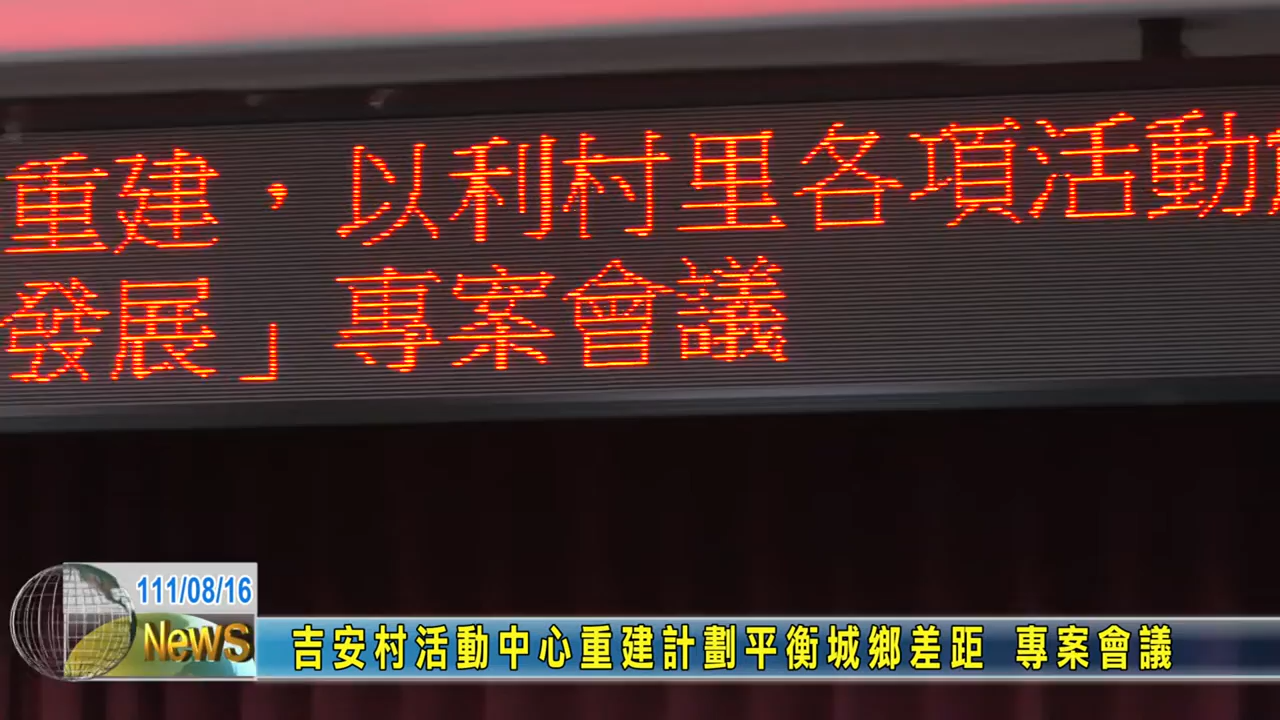 重建，以利村里各項活動
發展」專案會議
111/08/16
News
吉安村活動中心重建計劃平衡城鄉差距 專案會議